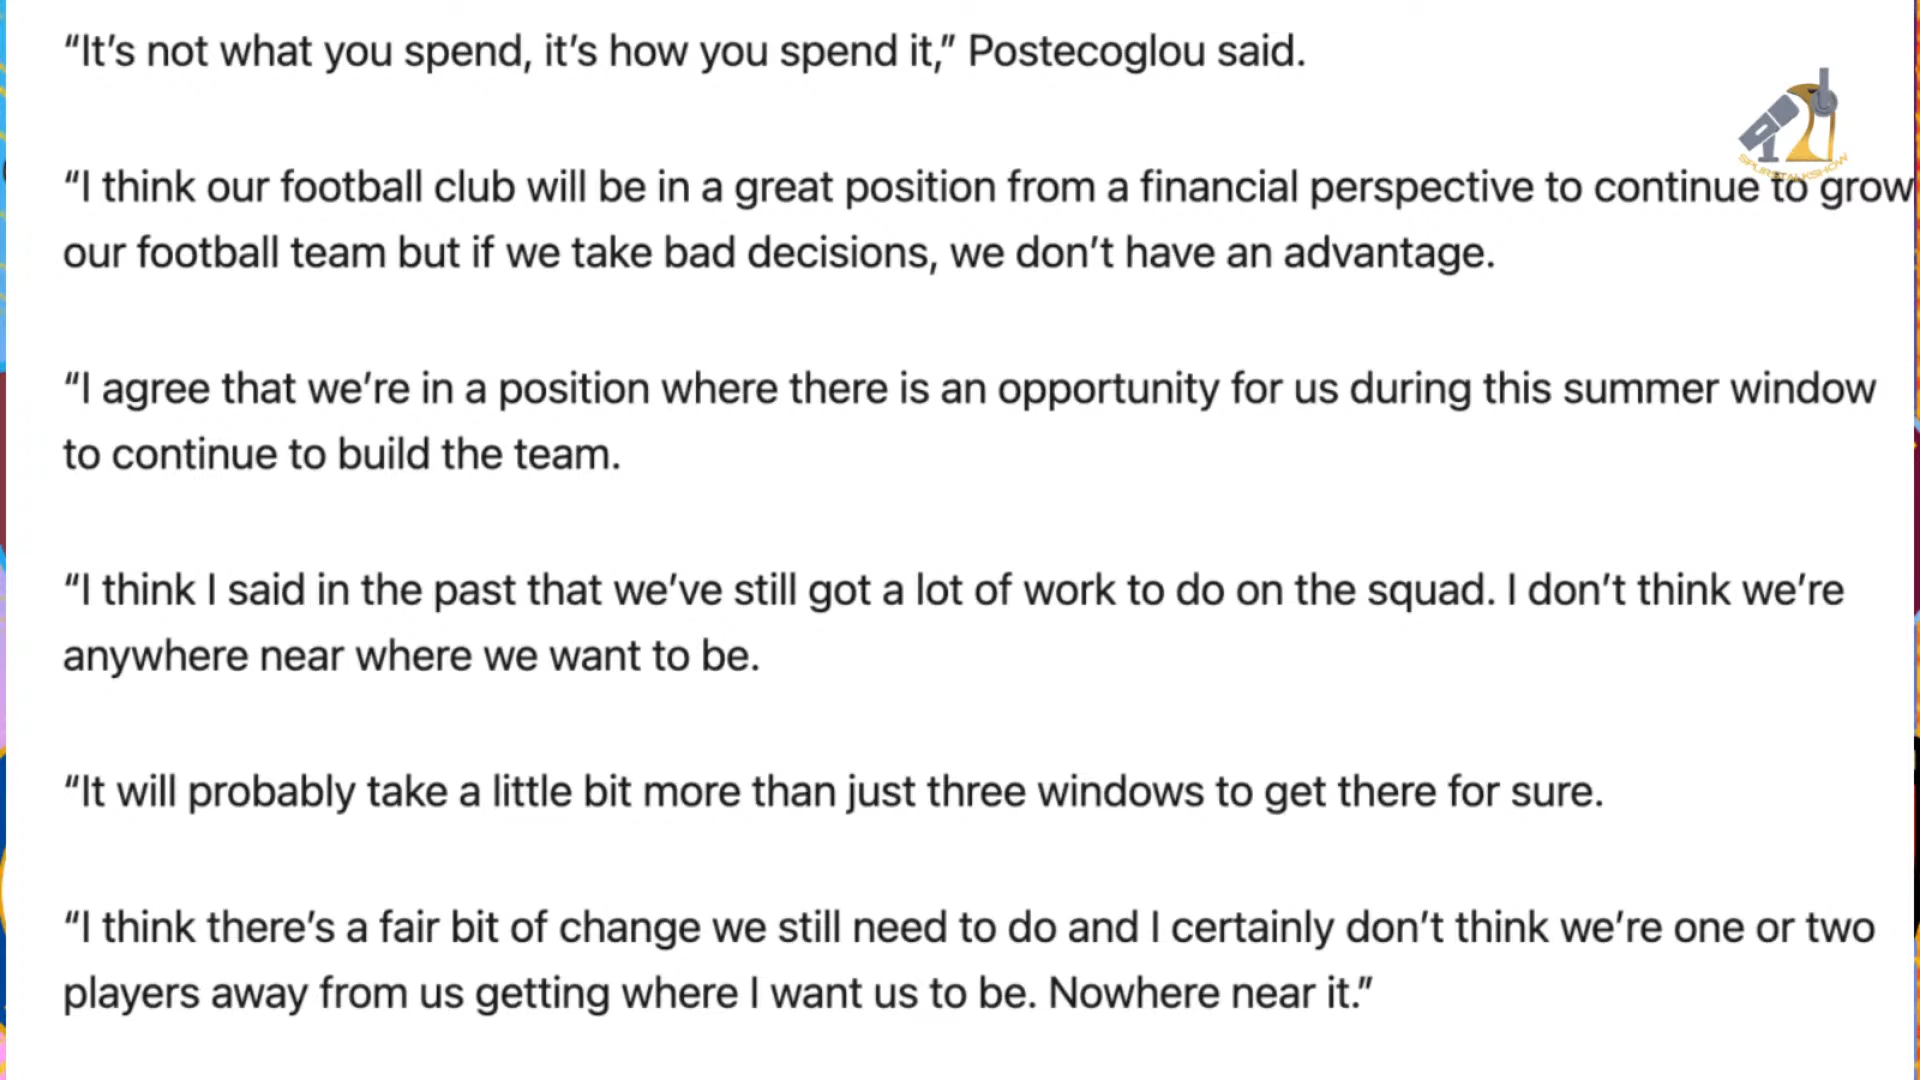 “It’s not what you spend, it’s how you spend it,” Postecoglou said.
“I think our football club will be in a great position from a financial perspective to continue to grow
our football team but if we take bad decisions, we don’t have an advantage.
“I agree that we’re in a position where there is an opportunity for us during this summer window
to continue to build the team.
“I think I said in the past that we’ve still got a lot of work to do on the squad. I don’t think we’re
anywhere near where we want to be.
“It will probably take a little bit more than just three windows to get there for sure.
“I think there’s a fair bit of change we still need to do and I certainly don’t think we’re one or two
players away from us getting where I want us to be. Nowhere near it.”